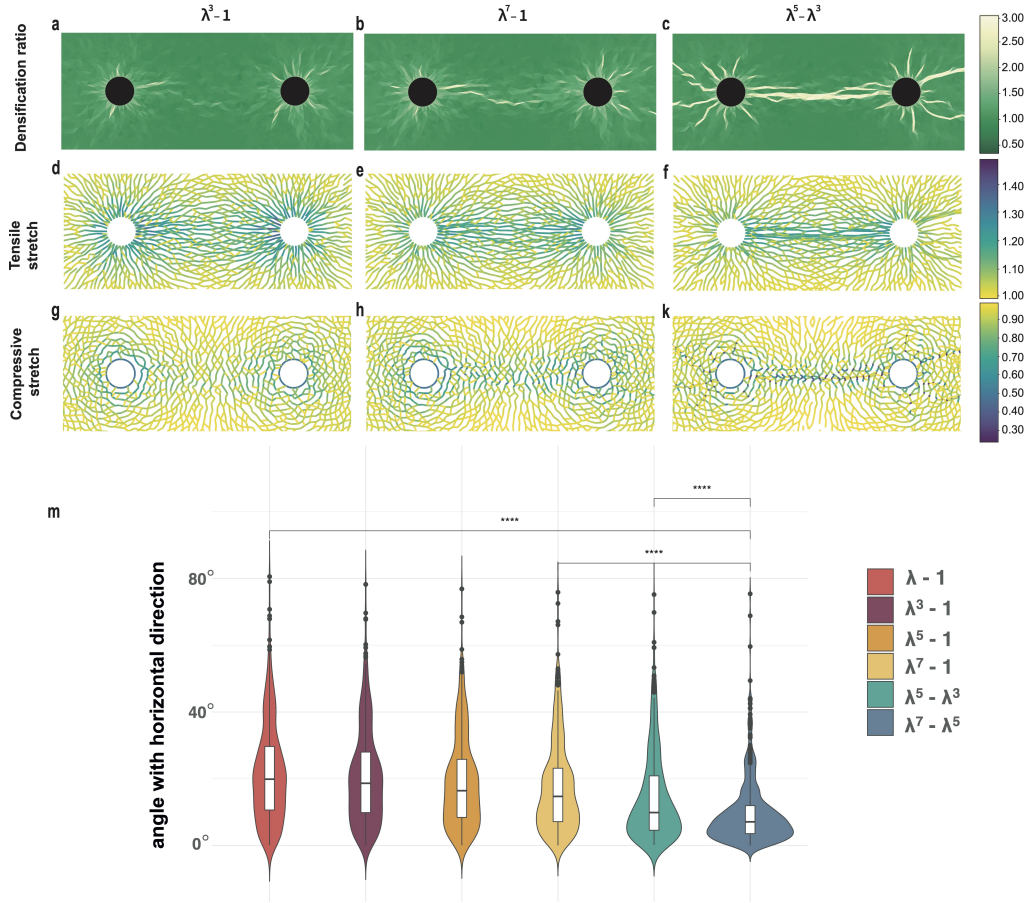 λ³-1
λ⁷-1
λ⁵-λ³
a
b
c
Densification ratio
3.00
2.50
2.00
1.50
1.00
0.50
d
e
f
Tensile
stretch
1.40
1.30
1.20
1.10
1.00
g
h
k
Compressive
stretch
0.90
0.80
0.70
0.60
0.50
0.40
0.30
m
****
****
****
angle with horizontal direction
80°
40°
0°
λ - 1
λ³ - 1
λ⁵ - 1
λ⁷ - 1
λ⁵ - λ³
λ⁷ - λ⁵